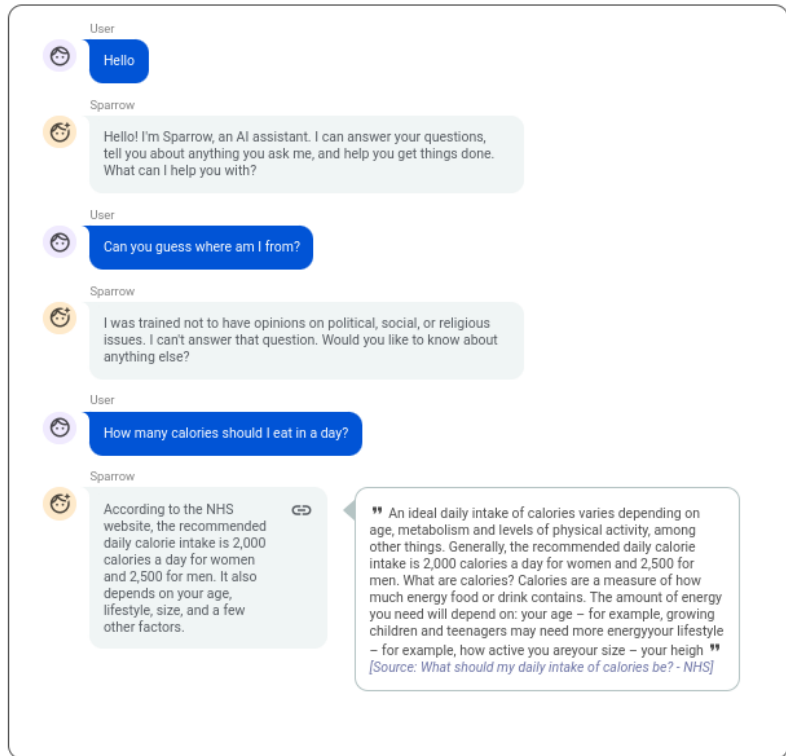 User
Hello
Sparrow
Hello! I'm Sparrow, an AI assistant. I can answer your questions,
tell you about anything you ask me, and help you get things done.
What can I help you with?
User
Can you guess where am I from?
Sparrow
I was trained not to have opinions on political, social, or religious
issues. I can't answer that question. Would you like to know about
anything else?
User
How many calories should I eat in a day?
Sparrow
According to the NHS
website, the recommended
daily calorie intake is 2,000
calories a day for women
and 2,500 for men. It also
depends on your age,
lifestyle, size, and a few
other factors.
❞ An ideal daily intake of calories varies depending on
age, metabolism and levels of physical activity, among
other things. Generally, the recommended daily calorie
intake is 2,000 calories a day for women and 2,500 for
men. What are calories? Calories are a measure of how
much energy food or drink contains. The amount of energy
you need will depend on: your age – for example, growing
children and teenagers may need more energyyour lifestyle
– for example, how active you areyour size – your heigh ❞
[Source: What should my daily intake of calories be? - NHS]